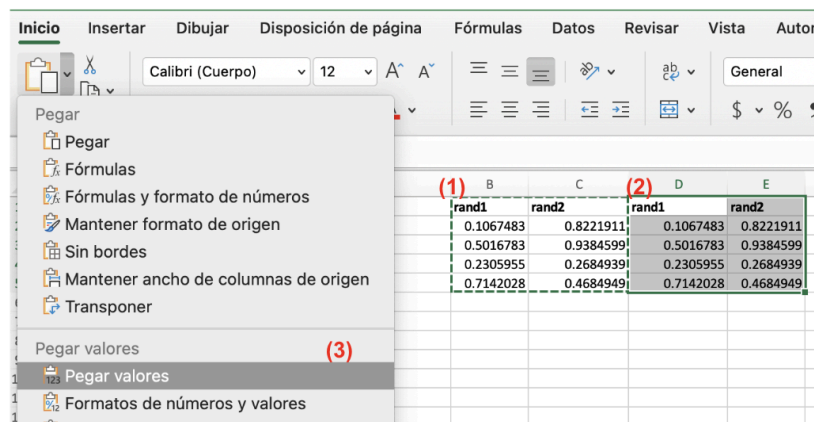 Inicio Insertar Dibujar Disposición de página Fórmulas Datos Revisar Vista
Calibri (Cuerpo) 12 A A ab General
A $ %
Pegar
Pegar
Fórmulas
Fórmulas y formato de números
Mantener formato de origen
Sin bordes
Mantener ancho de columnas de origen
Transponer
Pegar valores
(3)
Pegar valores
Formatos de números y valores
(1) B C (2) D E
rand1 rand2 rand1 rand2
0.1067483 0.8221911 0.1067483 0.8221911
0.5016783 0.9384599 0.5016783 0.9384599
0.2305955 0.2684939 0.2305955 0.2684939
0.7142028 0.4684949 0.7142028 0.4684949